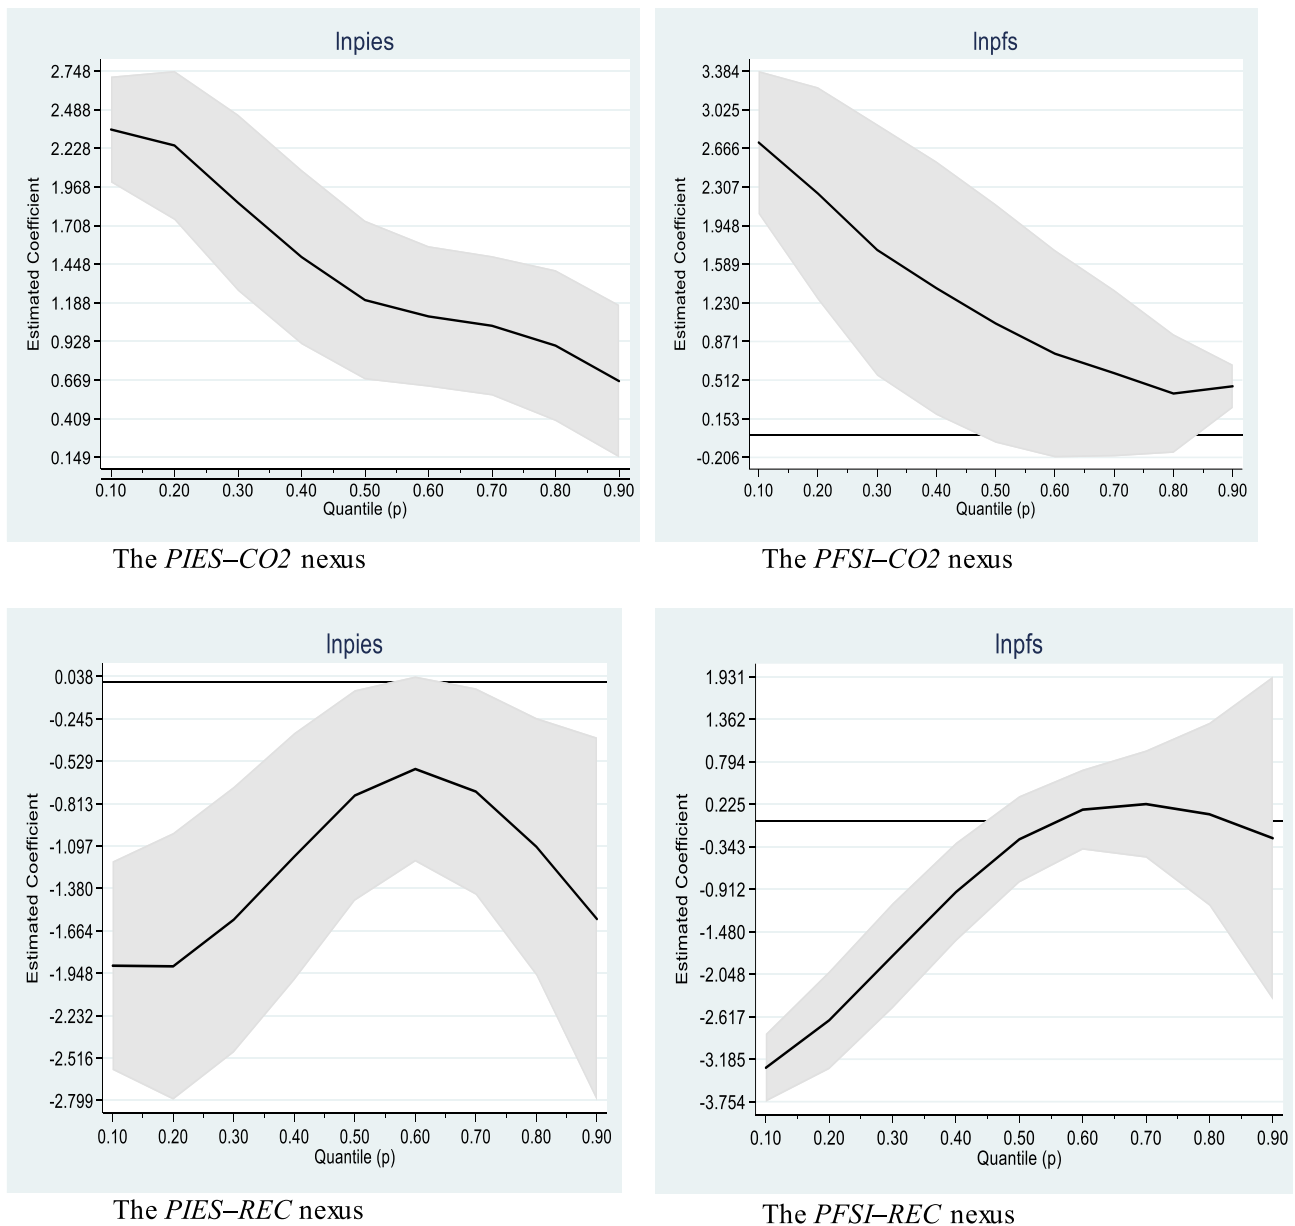 lnpies
Estimated Coefficient
2.748
2.488
2.228
1.968
1.708
1.448
1.188
0.928
0.669
0.409
0.149
0.10 0.20 0.30 0.40 0.50 0.60 0.70 0.80 0.90
Quantile (p)
The PIES–CO2 nexus
lnpfs
Estimated Coefficient
3.384
3.025
2.666
2.307
1.948
1.589
1.230
0.871
0.512
0.153
-0.206
0.10 0.20 0.30 0.40 0.50 0.60 0.70 0.80 0.90
Quantile (p)
The PFSI–CO2 nexus
lnpies
Estimated Coefficient
0.038
-0.245
-0.529
-0.813
-1.097
-1.380
-1.664
-1.948
-2.232
-2.516
-2.799
0.10 0.20 0.30 0.40 0.50 0.60 0.70 0.80 0.90
Quantile (p)
The PIES–REC nexus
lnpfs
Estimated Coefficient
1.931
1.362
0.794
0.225
-0.343
-0.912
-1.480
-2.048
-2.617
-3.185
-3.754
0.10 0.20 0.30 0.40 0.50 0.60 0.70 0.80 0.90
Quantile (p)
The PFSI–REC nexus